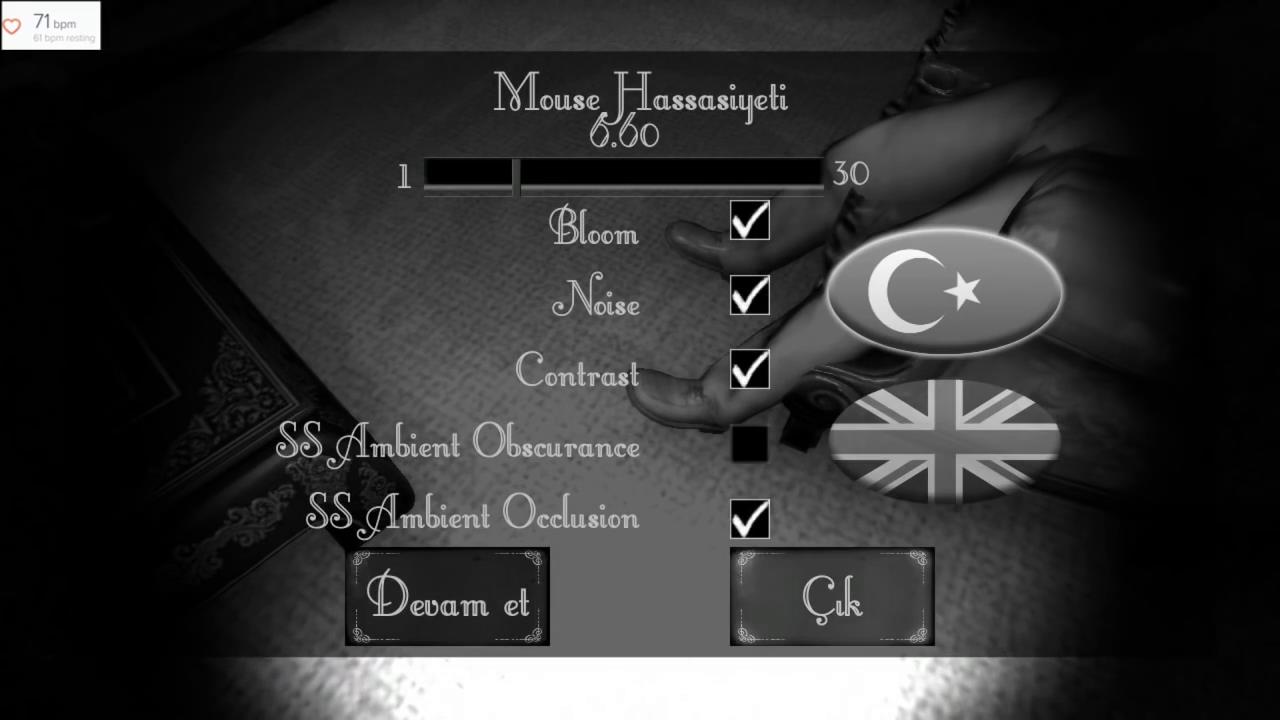 71 bpm
61 bpm resting
Mouse Hassasiyeti
6.60
1
30
Bloom
Noise
Contrast
SS Ambient Obscurance
SS Ambient Occlusion
Devam et
Çık